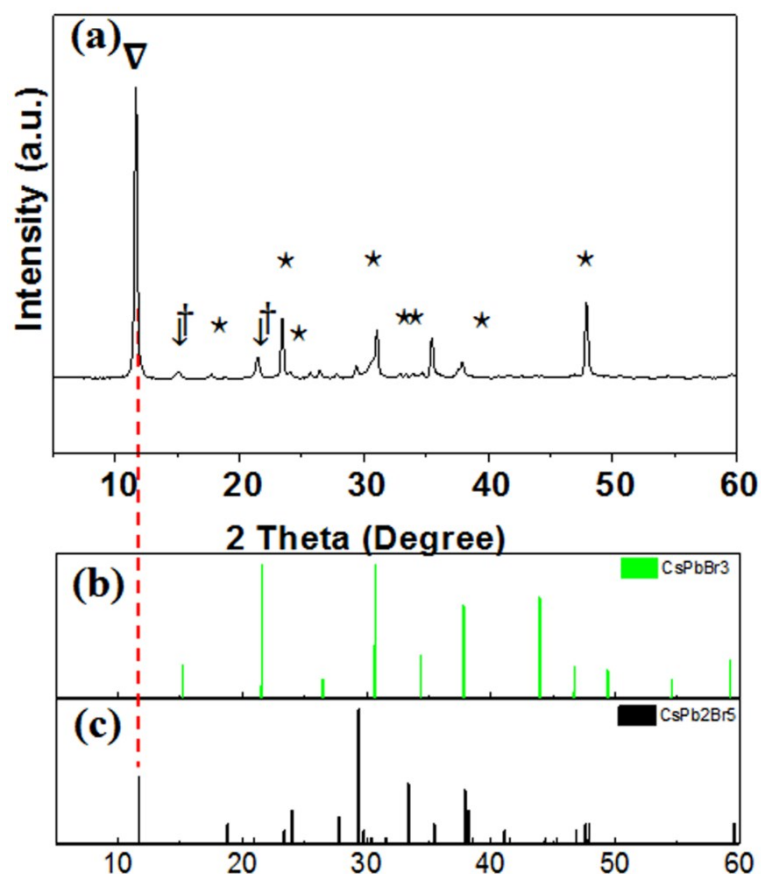 (a)
∇
⇓† ★ ★ ★ ⇓† ★ ★★ ★ ★
Intensity (a.u.)
10 20 30 40 50 60
2 Theta (Degree)
(b)
CsPbBr3
(c)
CsPb2Br5
10 20 30 40 50 60